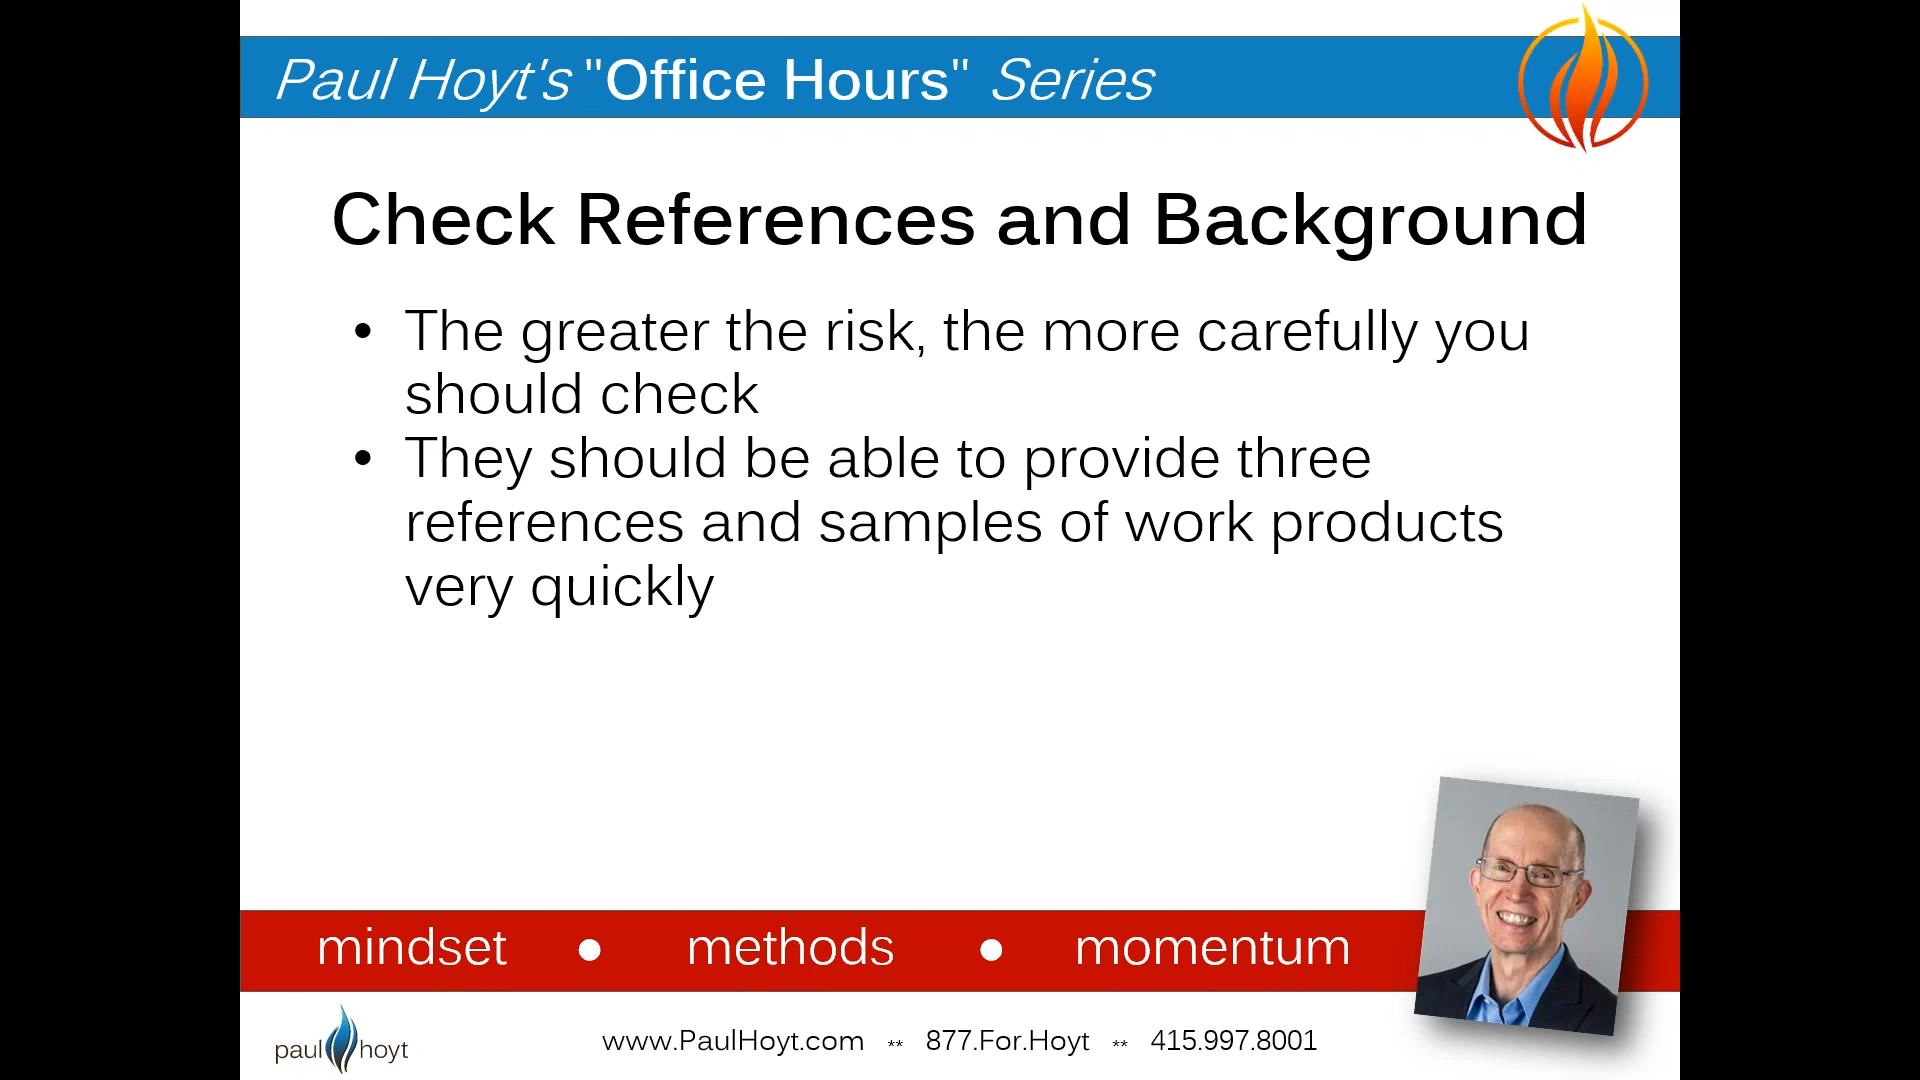 Paul Hoyt's "Office Hours" Series
Check References and Background
• The greater the risk, the more carefully you
should check
• They should be able to provide three
references and samples of work products
very quickly
mindset • methods • momentum
paul hoyt
www.PaulHoyt.com ** 877.For.Hoyt ** 415.997.8001